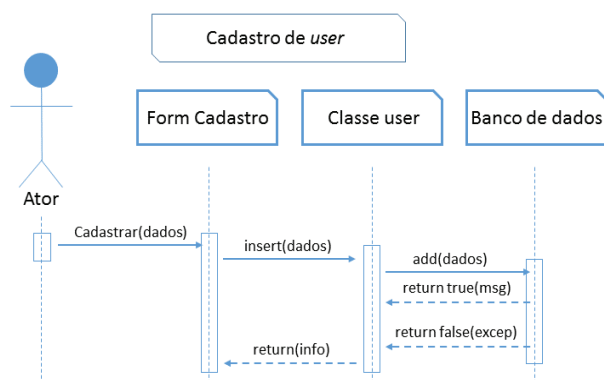 Cadastro de user
Form Cadastro
Classe user
Banco de dados
Ator
Cadastrar(dados)
insert(dados)
add(dados)
return true(msg)
return false(excep)
return(info)